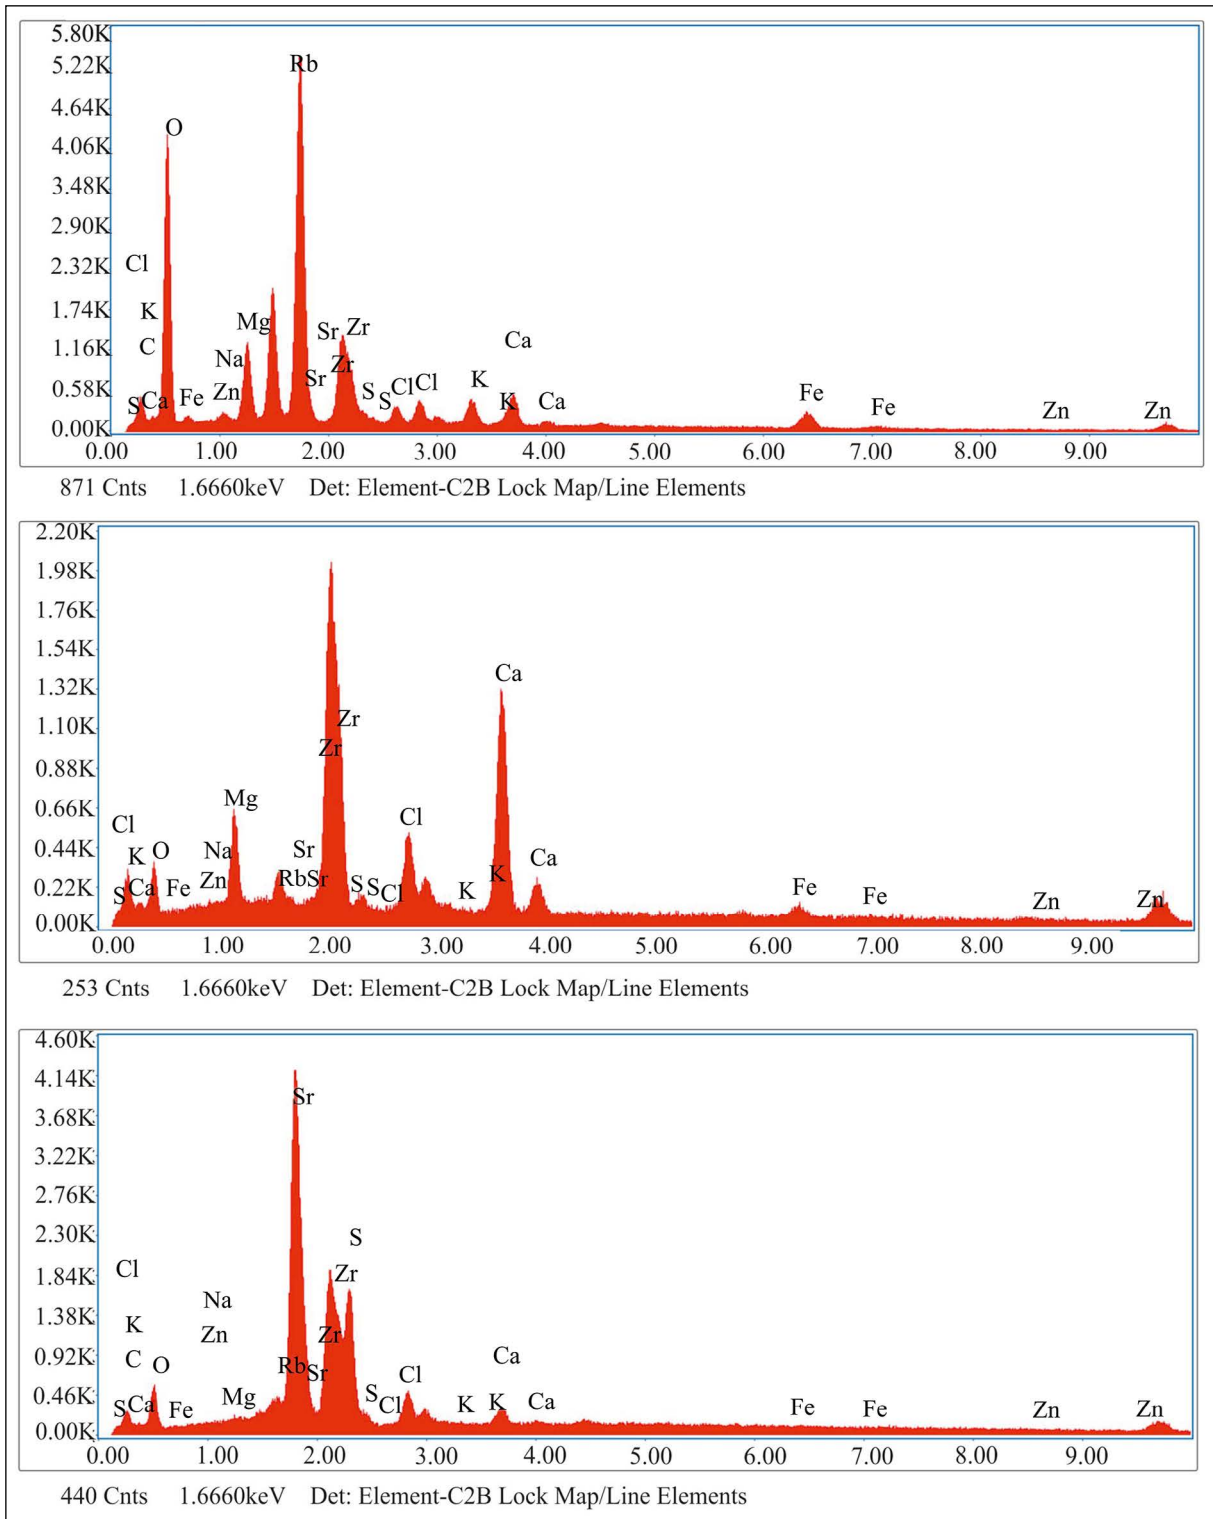 5.80K
5.22K
Rb
4.64K
O
4.06K
3.48K
2.90K
Cl
2.32K
K
1.74K
Mg
Sr Zr
Ca
C
1.16K
Na
Zr
Sr
K
Zn
S
Cl Cl
Fe
0.58K
S Ca Fe
S
K
Ca
Fe
Zn
Zn
0.00K
0.00 1.00 2.00 3.00 4.00 5.00 6.00 7.00 8.00 9.00
871 Cnts 1.6660keV Det: Element-C2B Lock Map/Line Elements
2.20K
1.98K
1.76K
1.54K
Ca
1.32K
Zr
1.10K
Zr
0.88K
Mg
0.66K
Cl
Cl
K O
Na
Sr
Ca
0.44K
Zn
RbSr
K
0.22K
S Ca Fe
S S Cl
K
Fe
Fe
Zn
Zn
0.00K
0.00 1.00 2.00 3.00 4.00 5.00 6.00 7.00 8.00 9.00
253 Cnts 1.6660keV Det: Element-C2B Lock Map/Line Elements
4.60K
4.14K
Sr
3.68K
3.22K
2.76K
2.30K
S
Cl
Zr
1.84K
Na
K
Zn
Zr
1.38K
C O
Rb Sr
Cl
Ca
0.92K
S Ca Fe
Mg
S Cl
K K Ca
Fe
Fe
Zn
Zn
0.46K
0.00K
0.00 1.00 2.00 3.00 4.00 5.00 6.00 7.00 8.00 9.00
440 Cnts 1.6660keV Det: Element-C2B Lock Map/Line Elements